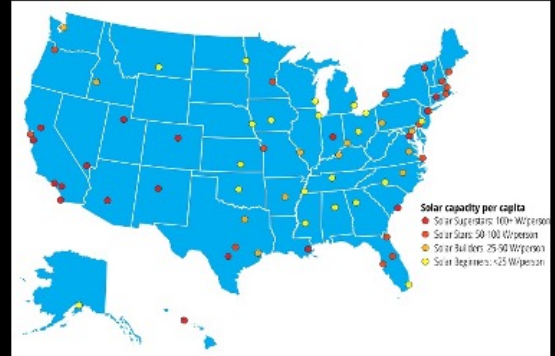 Solar capacity per capita
Solar Superstars: 100+ W/person
Solar Stars: 50-100 W/person
Solar Builders: 25-50 W/person
Solar Beginners: <25 W/person